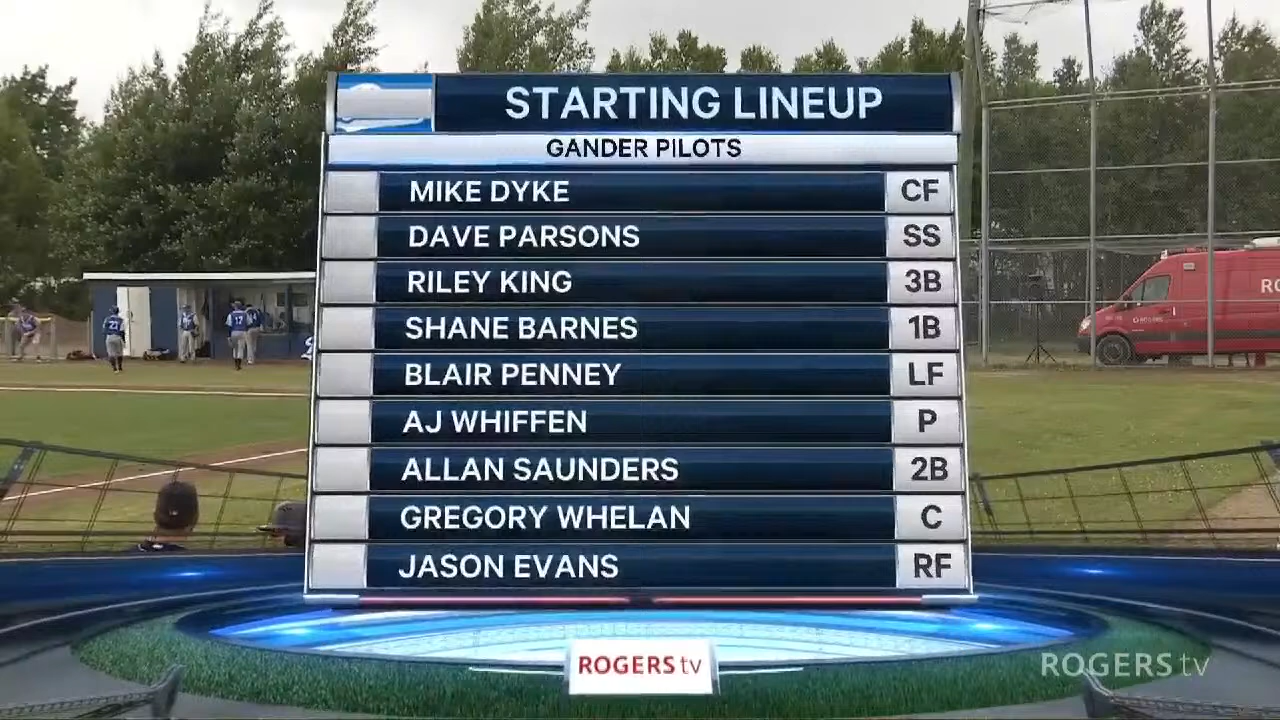 STARTING LINEUP
GANDER PILOTS
MIKE DYKE CF
DAVE PARSONS SS
RILEY KING 3B
SHANE BARNES 1B
BLAIR PENNEY LF
AJ WHIFFEN P
ALLAN SAUNDERS 2B
GREGORY WHELAN C
JASON EVANS RF
ROGERS tv
ROGERS tv
17